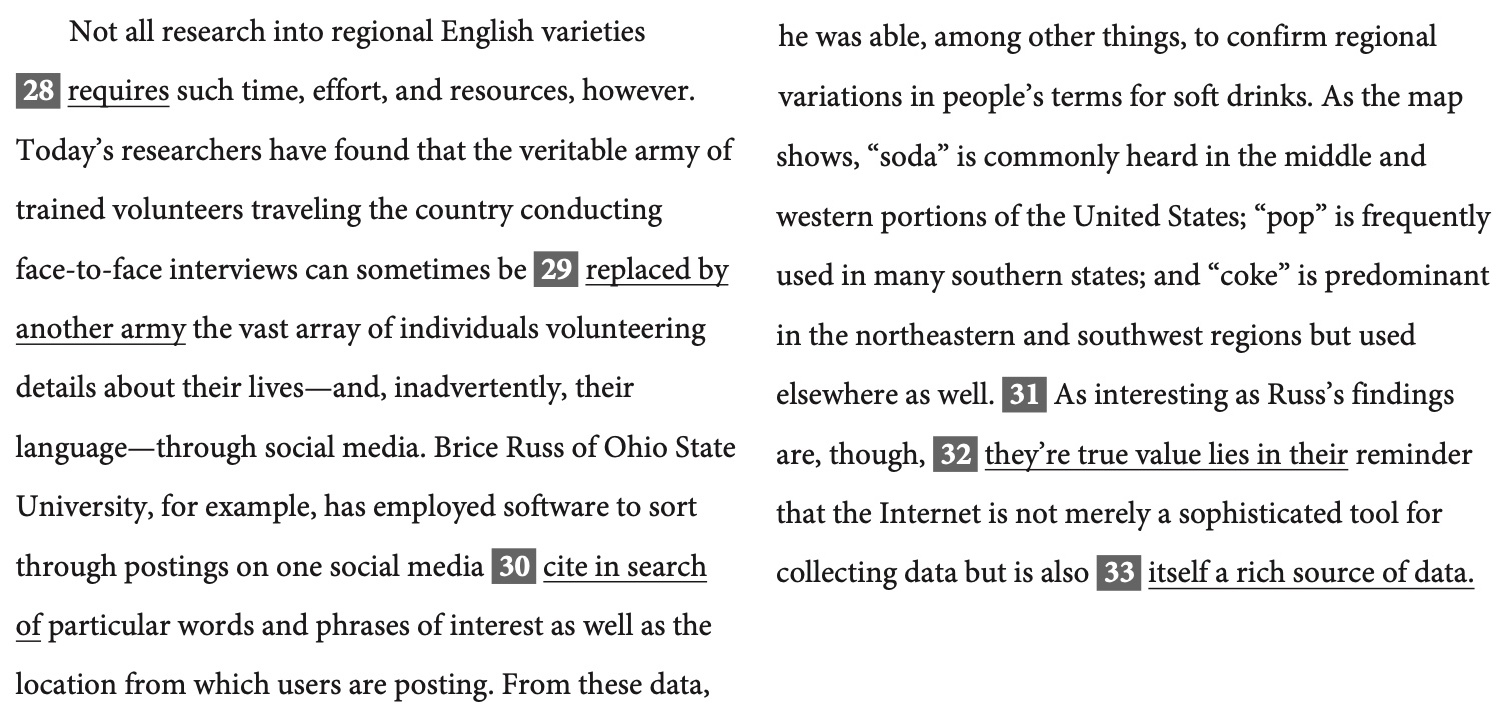 Not all research into regional English varieties
28 requires such time, effort, and resources, however.
Today’s researchers have found that the veritable army of
trained volunteers traveling the country conducting
face-to-face interviews can sometimes be 29 replaced by
another army the vast array of individuals volunteering
details about their lives—and, inadvertently, their
language—through social media. Brice Russ of Ohio State
University, for example, has employed software to sort
through postings on one social media 30 cite in search
of particular words and phrases of interest as well as the
location from which users are posting. From these data,
he was able, among other things, to confirm regional
variations in people’s terms for soft drinks. As the map
shows, “soda” is commonly heard in the middle and
western portions of the United States; “pop” is frequently
used in many southern states; and “coke” is predominant
in the northeastern and southwest regions but used
elsewhere as well. 31 As interesting as Russ’s findings
are, though, 32 they’re true value lies in their reminder
that the Internet is not merely a sophisticated tool for
collecting data but is also 33 itself a rich source of data.